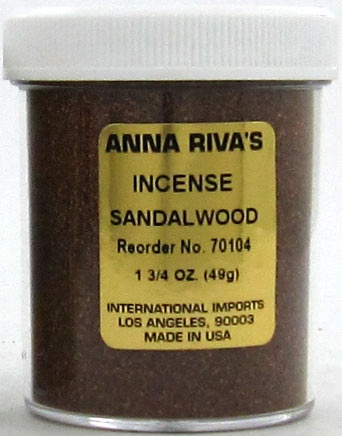 ANNA RIVA'S
INCENSE
SANDALWOOD
Reorder No. 70104
1 3/4 OZ. (49g)
INTERNATIONAL IMPORTS
LOS ANGELES, 90003
MADE IN USA